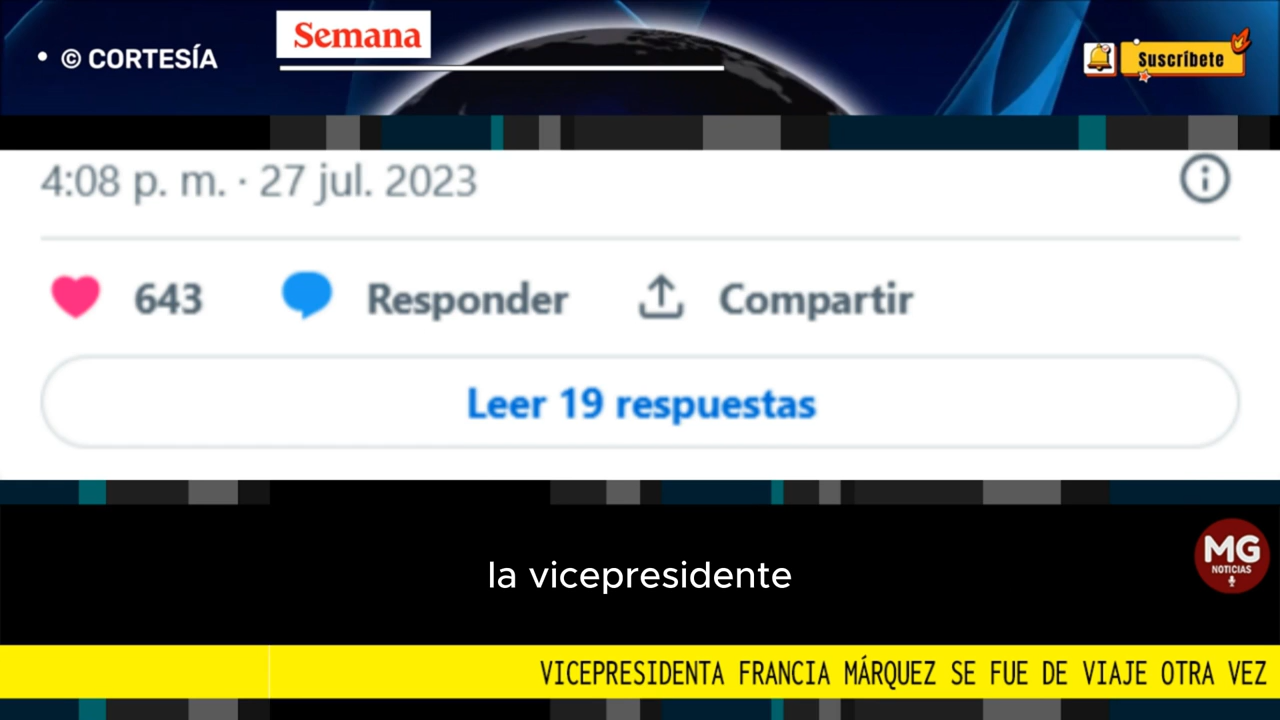 • © CORTESÍA
Semana
Suscríbete
4:08 p. m. · 27 jul. 2023
643 Responder Compartir
Leer 19 respuestas
la vicepresidente
MG
NOTICIAS
VICEPRESIDENTA FRANCIA MÁRQUEZ SE FUE DE VIAJE OTRA VEZ